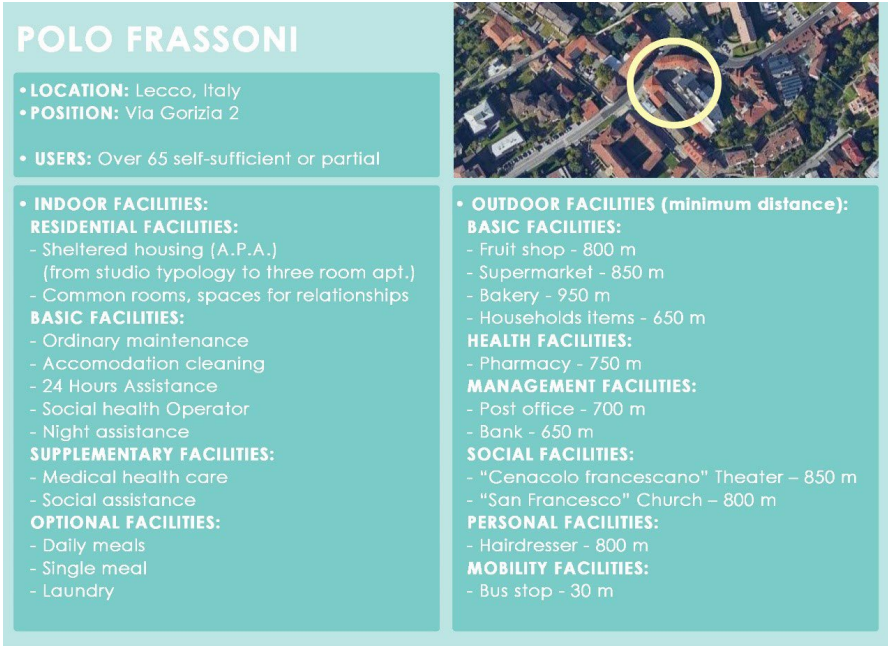 POLO FRASSONI
• LOCATION: Lecco, Italy
• POSITION: Via Gorizia 2
• USERS: Over 65 self-sufficient or partial
• INDOOR FACILITIES:
RESIDENTIAL FACILITIES:
- Sheltered housing (A.P.A.)
(from studio typology to three room apt.)
- Common rooms, spaces for relationships
BASIC FACILITIES:
- Ordinary maintenance
- Accomodation cleaning
- 24 Hours Assistance
- Social health Operator
- Night assistance
SUPPLEMENTARY FACILITIES:
- Medical health care
- Social assistance
OPTIONAL FACILITIES:
- Daily meals
- Single meal
- Laundry
• OUTDOOR FACILITIES (minimum distance):
BASIC FACILITIES:
- Fruit shop - 800 m
- Supermarket - 850 m
- Bakery - 950 m
- Households items - 650 m
HEALTH FACILITIES:
- Pharmacy - 750 m
MANAGEMENT FACILITIES:
- Post office - 700 m
- Bank - 650 m
SOCIAL FACILITIES:
- “Cenacolo francescano” Theater – 850 m
- “San Francesco” Church – 800 m
PERSONAL FACILITIES:
- Hairdresser - 800 m
MOBILITY FACILITIES:
- Bus stop - 30 m